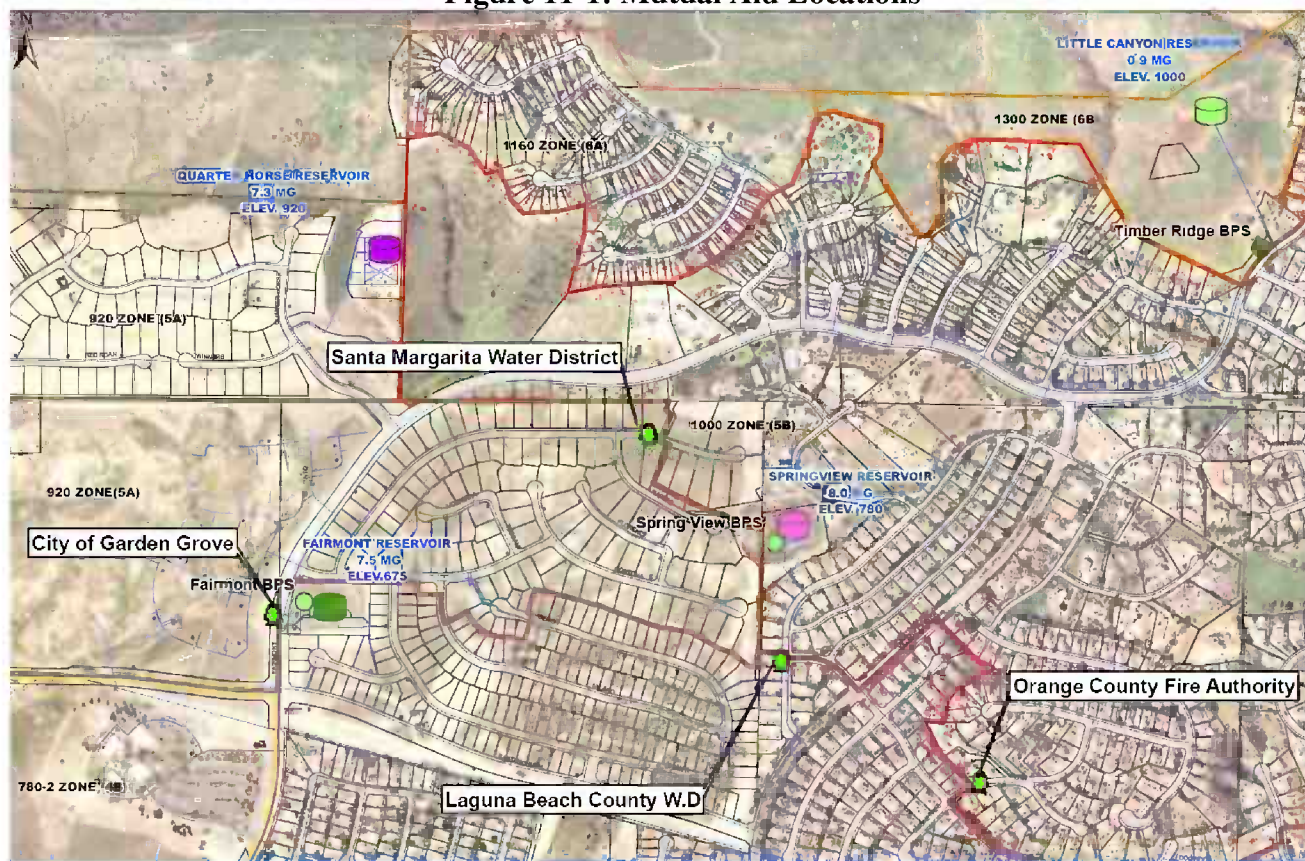 Figure 11-1: Mutual Aid Locations
N
LITTLE CANYON
0.9 MG
ELEV. 1000
1300 ZONE (6B
1160 ZONE (6A)
HORSE RESERVOIR
7.3 MG
ELEV. 920
Timber Ridge BPS
920 ZONE (5A)
Santa Margarita Water District
1000 ZONE (5B)
SPRINGVIEW RESERVOIR
8.0
ELEV. 780
920 ZONE(5A)
Spring View BPS
City of Garden Grove
FAIRMONT RESERVOIR
7.5 MG
ELEV.675
Fairmont BPS
Orange County Fire Authority
780-2 ZONE
Laguna Beach County W.D